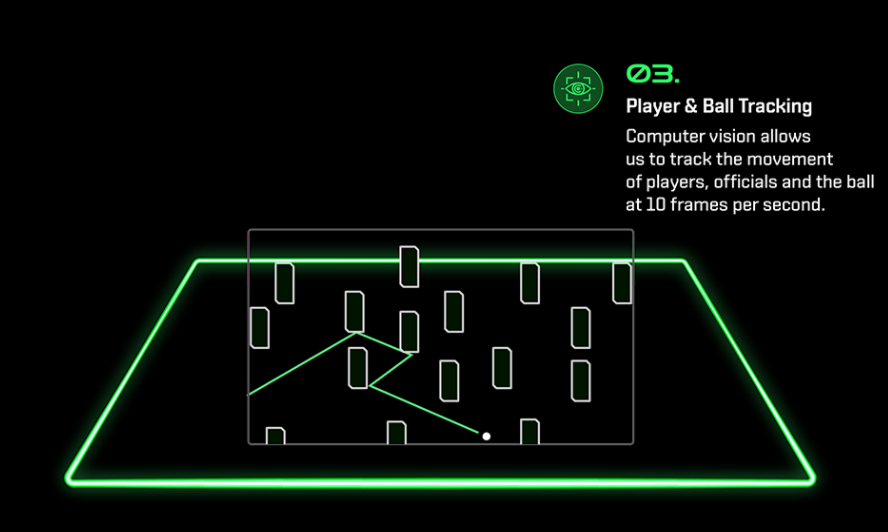 03.
Player & Ball Tracking
Computer vision allows
us to track the movement
of players, officials and the ball
at 10 frames per second.